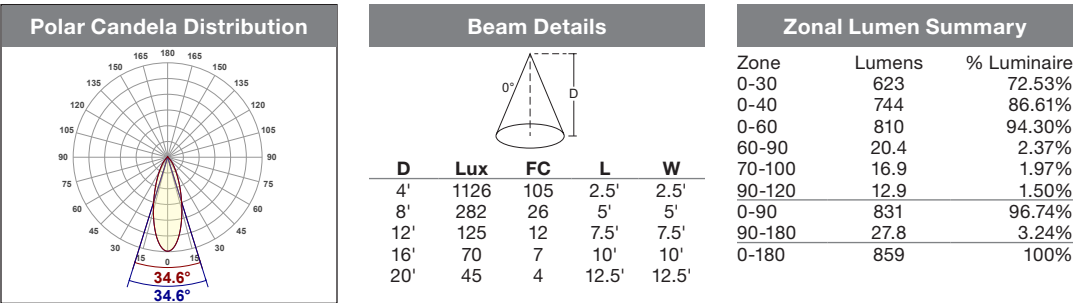 Polar Candela Distribution
180
165 165
150 150
135 135
120 120
105 105
90 90
75 75
60 60
45 45
30 30
15 0 15
34.6°
34.6°
Beam Details
0°
D
D Lux FC L W
4' 1126 105 2.5' 2.5'
8' 282 26 5' 5'
12' 125 12 7.5' 7.5'
16' 70 7 10' 10'
20' 45 4 12.5' 12.5'
Zonal Lumen Summary
Zone Lumens % Luminaire
0-30 623 72.53%
0-40 744 86.61%
0-60 810 94.30%
60-90 20.4 2.37%
70-100 16.9 1.97%
90-120 12.9 1.50%
0-90 831 96.74%
90-180 27.8 3.24%
0-180 859 100%